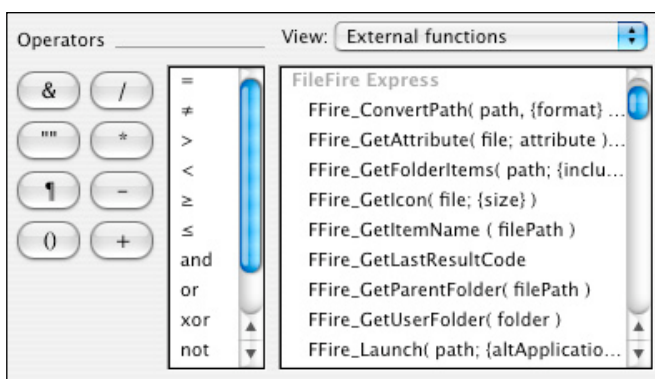 Operators
View: External functions
& /
"" *
¶ −
() +
=
≠
>
<
≥
≤
and
or
xor
not
FileFire Express
FFire_ConvertPath( path, {format} ...
FFire_GetAttribute( file; attribute )...
FFire_GetFolderItems( path; {inclu...
FFire_GetIcon( file; {size} )
FFire_GetItemName ( filePath )
FFire_GetLastResultCode
FFire_GetParentFolder( filePath )
FFire_GetUserFolder( folder )
FFire_Launch( path; {altApplicatio...